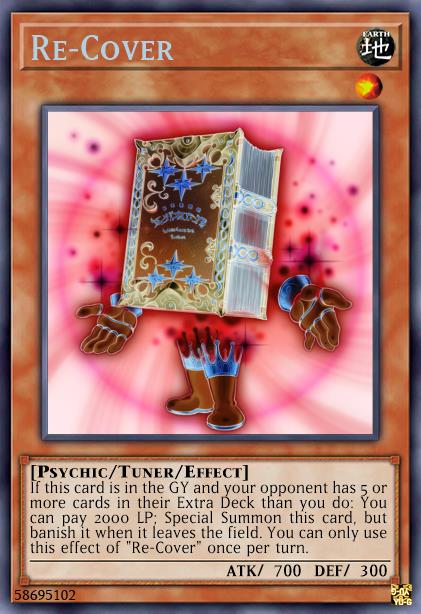 Re-Cover
EARTH
地
[Psychic/Tuner/Effect]
If this card is in the GY and your opponent has 5 or
more cards in their Extra Deck than you do: You
can pay 2000 LP; Special Summon this card, but
banish it when it leaves the field. You can only use
this effect of "Re-Cover" once per turn.
ATK/ 700 DEF/ 300
58695102